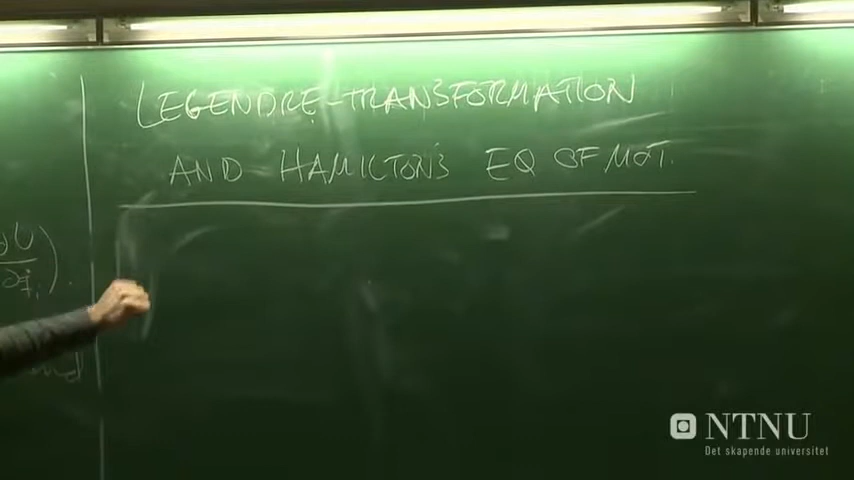 LEGENDRE-TRANSFORMATION
AND HAMILTON'S EQ OF MOT.
∂U
∂q̇ᵢ ) .
NTNU
Det skapende universitet